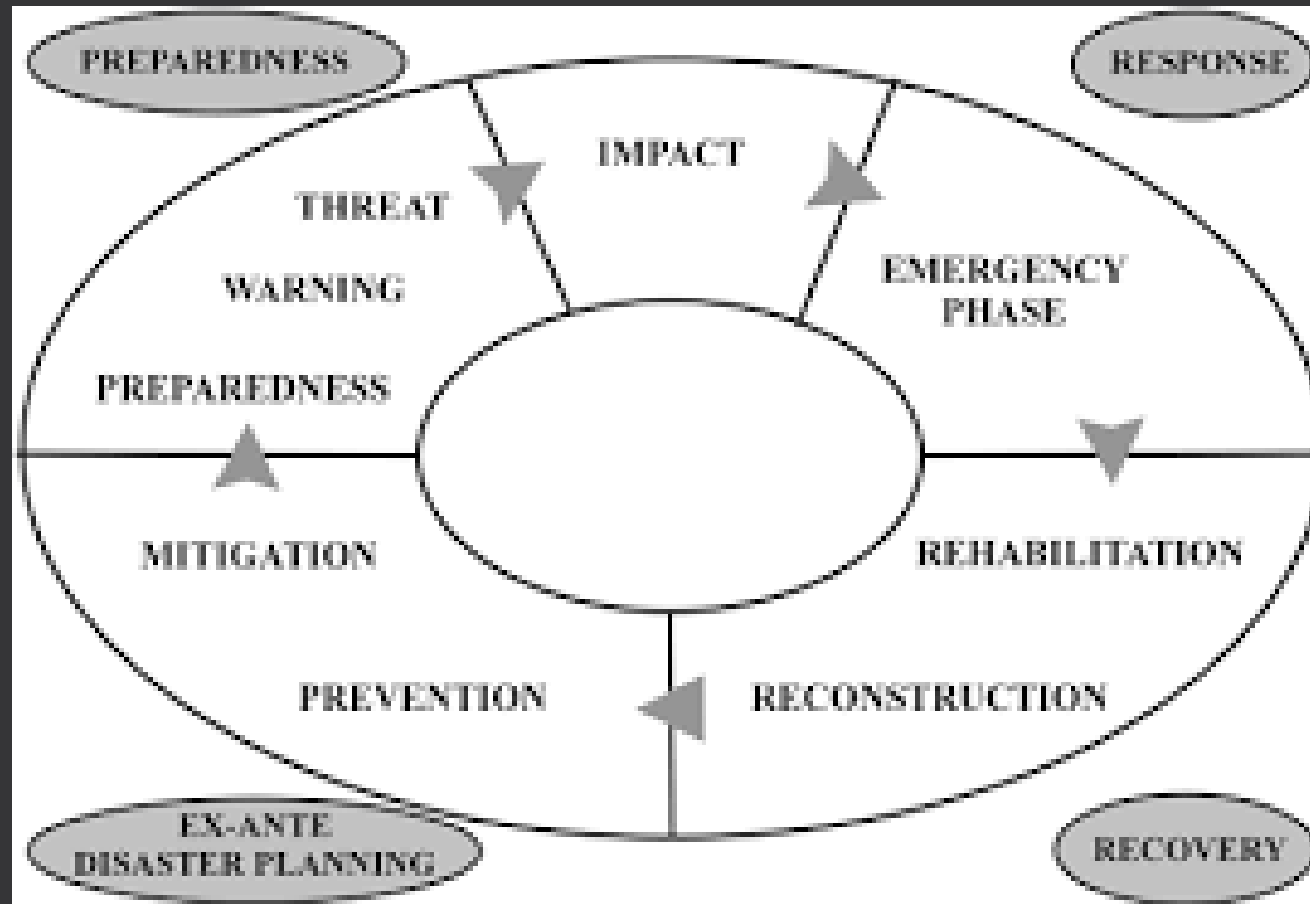 PREPAREDNESS
RESPONSE
IMPACT
THREAT
WARNING
PREPAREDNESS
EMERGENCY
PHASE
MITIGATION
REHABILITATION
PREVENTION
RECONSTRUCTION
EX-ANTE
DISASTER PLANNING
RECOVERY